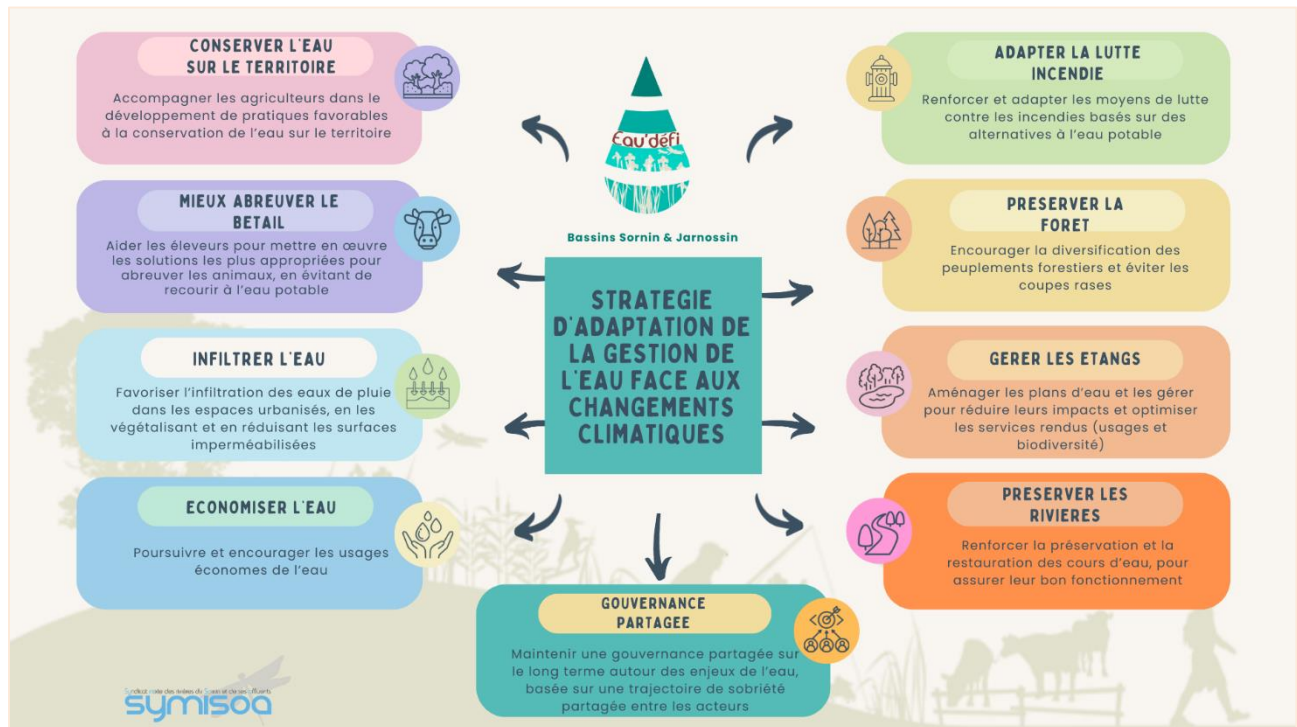 CONSERVER L'EAU
SUR LE TERRITOIRE
Accompagner les agriculteurs dans le
développement de pratiques favorables
à la conservation de l'eau sur le territoire
MIEUX ABREUVER LE
BETAIL
Aider les éleveurs pour mettre en œuvre
les solutions les plus appropriées pour
abreuver les animaux, en évitant de
recourir à l'eau potable
INFILTRER L'EAU
Favoriser l'infiltration des eaux de pluie
dans les espaces urbanisés, en les
végétalisant et en réduisant les surfaces
imperméabilisées
ECONOMISER L'EAU
Poursuivre et encourager les usages
économes de l'eau
Eau'défi
Bassins Sornin & Jarnossin
STRATEGIE
D'ADAPTATION DE
LA GESTION DE
L'EAU FACE AUX
CHANGEMENTS
CLIMATIQUES
ADAPTER LA LUTTE
INCENDIE
Renforcer et adapter les moyens de lutte
contre les incendies basés sur des
alternatives à l'eau potable
PRESERVER LA
FORET
Encourager la diversification des
peuplements forestiers et éviter les
coupes rases
GERER LES ETANGS
Aménager les plans d'eau et les gérer
pour réduire leurs impacts et optimiser
les services rendus (usages et
biodiversité)
PRESERVER LES
RIVIERES
Renforcer la préservation et la
restauration des cours d'eau, pour
assurer leur bon fonctionnement
GOUVERNANCE
PARTAGEE
Maintenir une gouvernance partagée sur
le long terme autour des enjeux de l'eau,
basée sur une trajectoire de sobriété
partagée entre les acteurs
Syndicat mixte des rivières du Sornin et de ses affluents
symisoa